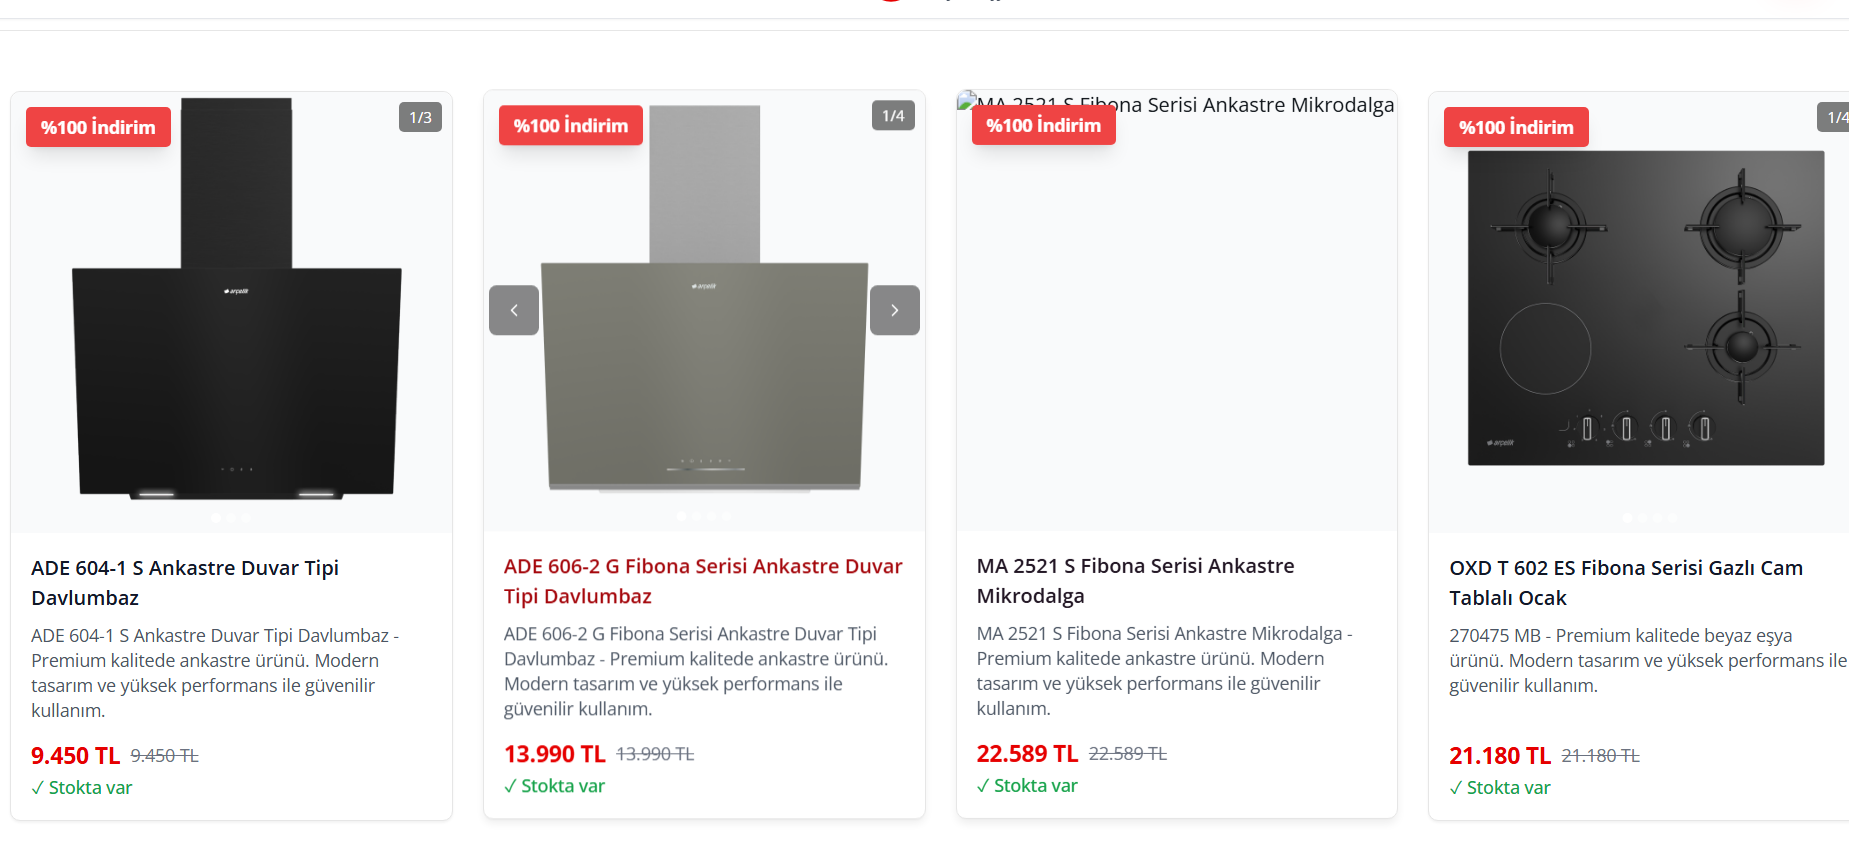 %100 İndirim
1/3
arçelik
ADE 604-1 S Ankastre Duvar Tipi
Davlumbaz
ADE 604-1 S Ankastre Duvar Tipi Davlumbaz -
Premium kalitede ankastre ürünü. Modern
tasarım ve yüksek performans ile güvenilir
kullanım.
9.450 TL 9.450 TL
✓ Stokta var
%100 İndirim
1/4
arçelik
ADE 606-2 G Fibona Serisi Ankastre Duvar
Tipi Davlumbaz
ADE 606-2 G Fibona Serisi Ankastre Duvar Tipi
Davlumbaz - Premium kalitede ankastre ürünü.
Modern tasarım ve yüksek performans ile
güvenilir kullanım.
13.990 TL 13.990 TL
✓ Stokta var
MA 2521 S Fibona Serisi Ankastre Mikrodalga
%100 İndirim
MA 2521 S Fibona Serisi Ankastre
Mikrodalga
MA 2521 S Fibona Serisi Ankastre Mikrodalga -
Premium kalitede ankastre ürünü. Modern
tasarım ve yüksek performans ile güvenilir
kullanım.
22.589 TL 22.589 TL
✓ Stokta var
%100 İndirim
1/4
arçelik
OXD T 602 ES Fibona Serisi Gazlı Cam
Tablalı Ocak
270475 MB - Premium kalitede beyaz eşya
ürünü. Modern tasarım ve yüksek performans ile
güvenilir kullanım.
21.180 TL 21.180 TL
✓ Stokta var